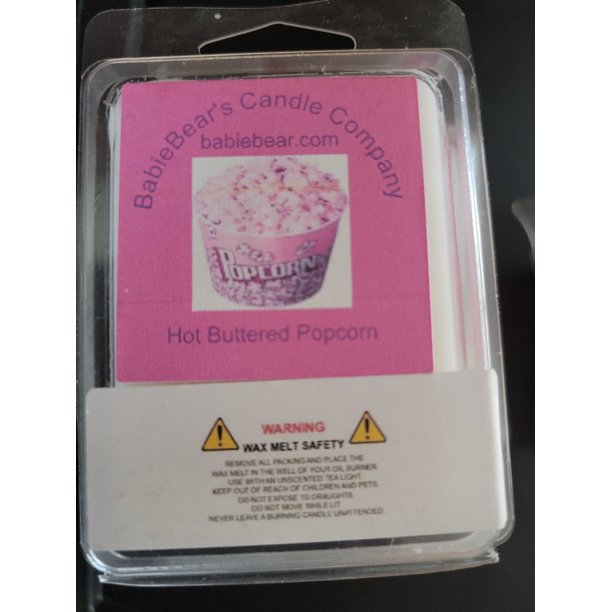 BabieBear's Candle Company
babiebear.com
POPCORN
Hot Buttered Popcorn
WARNING
WAX MELT SAFETY
REMOVE ALL PACKING AND PLACE THE
WAX MELT IN THE WELL OF YOUR OIL BURNER.
USE WITH AN UNSCENTED TEA LIGHT
KEEP OUT OF REACH OF CHILDREN AND PETS
DO NOT EXPOSE TO DRAUGHTS
DO NOT MOVE WHILE LIT
NEVER LEAVE A BURNING CANDLE UNATTENDED.